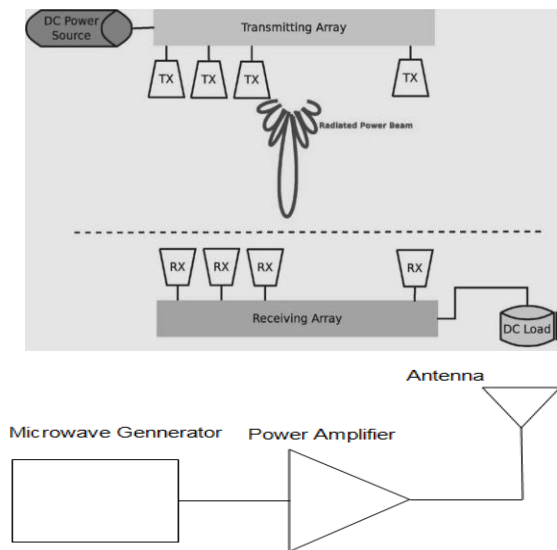 DC Power
Source
Transmitting Array
TX
TX
TX
TX
Radiated Power Beam
RX
RX
RX
RX
Receiving Array
DC Load
Antenna
Microwave Gennerator
Power Amplifier